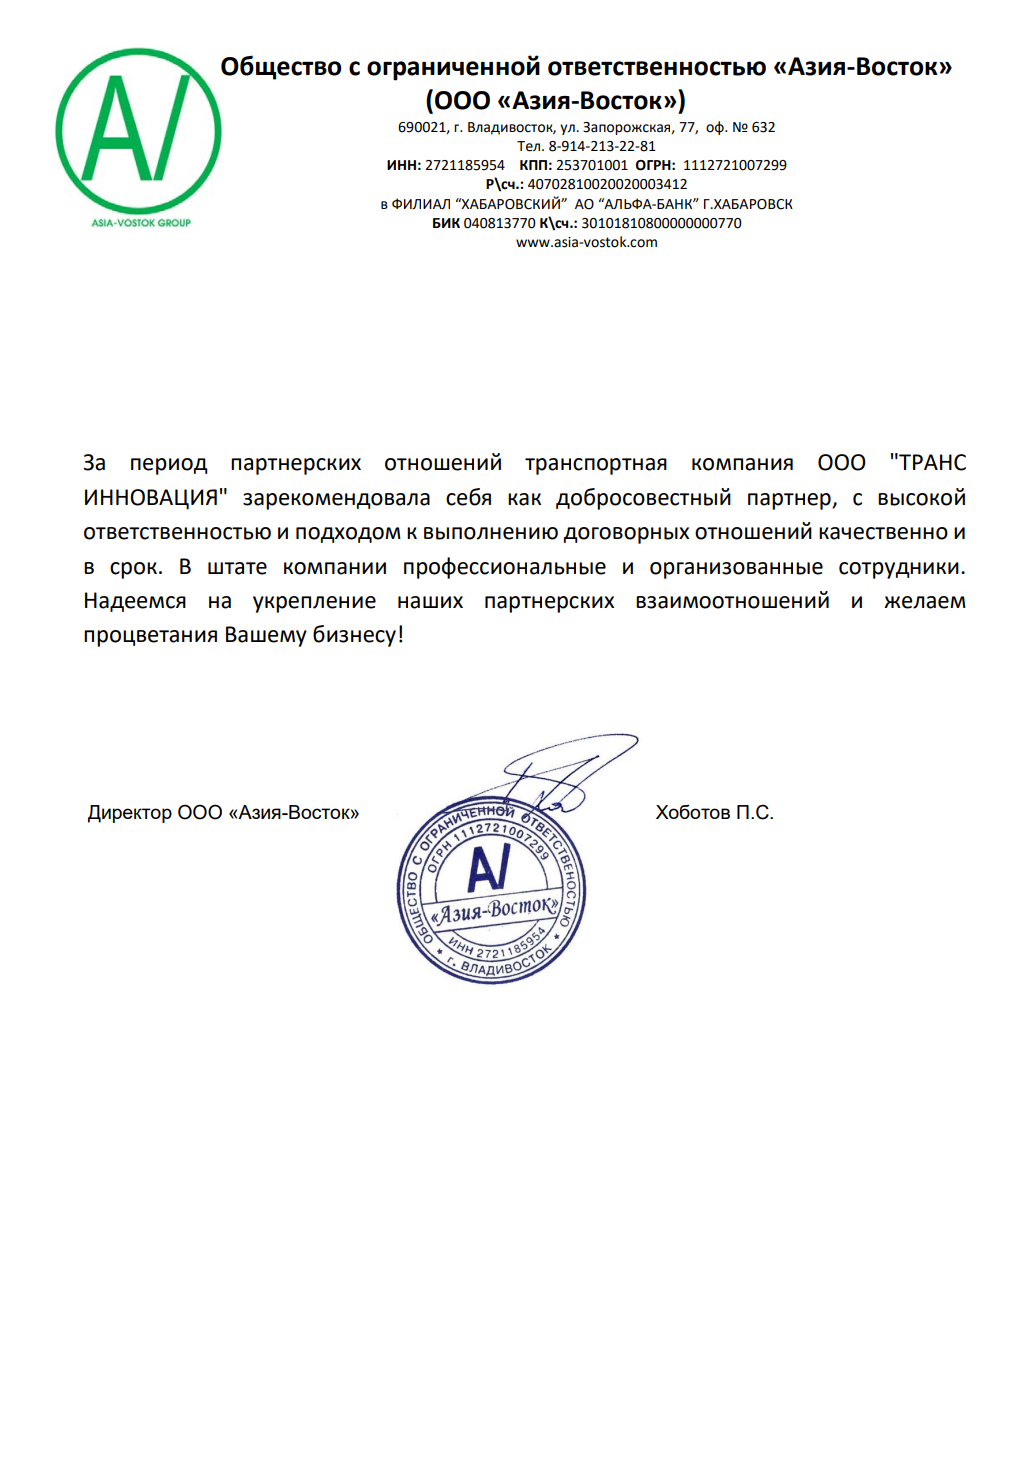 Общество с ограниченной ответственностью «Азия-Восток»
(ООО «Азия-Восток»)
690021, г. Владивосток, ул. Запорожская, 77, оф. № 632
Тел. 8-914-213-22-81
ИНН: 2721185954 КПП: 253701001 ОГРН: 1112721007299
Р\сч.: 40702810020020003412
в ФИЛИАЛ “ХАБАРОВСКИЙ” АО “АЛЬФА-БАНК” Г.ХАБАРОВСК
БИК 040813770 К\сч.: 30101810800000000770
www.asia-vostok.com
AV
ASIA-VOSTOK GROUP
За период партнерских отношений транспортная компания ООО "ТРАНС
ИННОВАЦИЯ" зарекомендовала себя как добросовестный партнер, с высокой
ответственностью и подходом к выполнению договорных отношений качественно и
в срок. В штате компании профессиональные и организованные сотрудники.
Надеемся на укрепление наших партнерских взаимоотношений и желаем
процветания Вашему бизнесу!
Директор ООО «Азия-Восток» Хоботов П.С.
ОБЩЕСТВО С ОГРАНИЧЕННОЙ ОТВЕТСТВЕННОСТЬЮ
ОГРН 1112721007299
AV
«Азия-Восток»
ИНН 2721185954
* г. ВЛАДИВОСТОК *